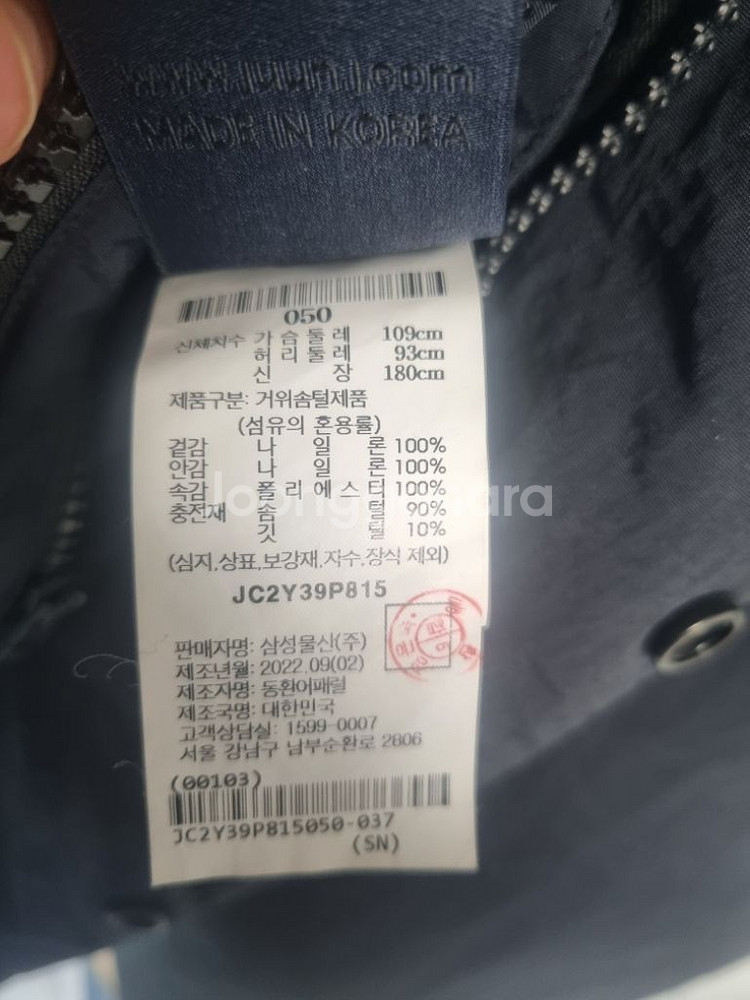 www.juunj.com
MADE IN KOREA
050
신체치수 가 슴 둘 레 109cm
허 리 둘 레 93cm
신 장 180cm
제품구분: 거위솜털제품
(섬유의 혼용률)
겉감 나 일 론 100%
안감 나 일 론 100%
속감 폴 리 에 스 터 100%
충전재 솜 털 90%
깃 털 10%
(심지,상표,보강재,자수,장식 제외)
JC2Y39P815
판매자명: 삼성물산(주)
제조년월: 2022.09(02)
제조자명: 동환어패럴
제조국명: 대한민국
고객상담실: 1599-0007
서울 강남구 남부순환로 2806
(00103)
JC2Y39P815050-037
(SN)